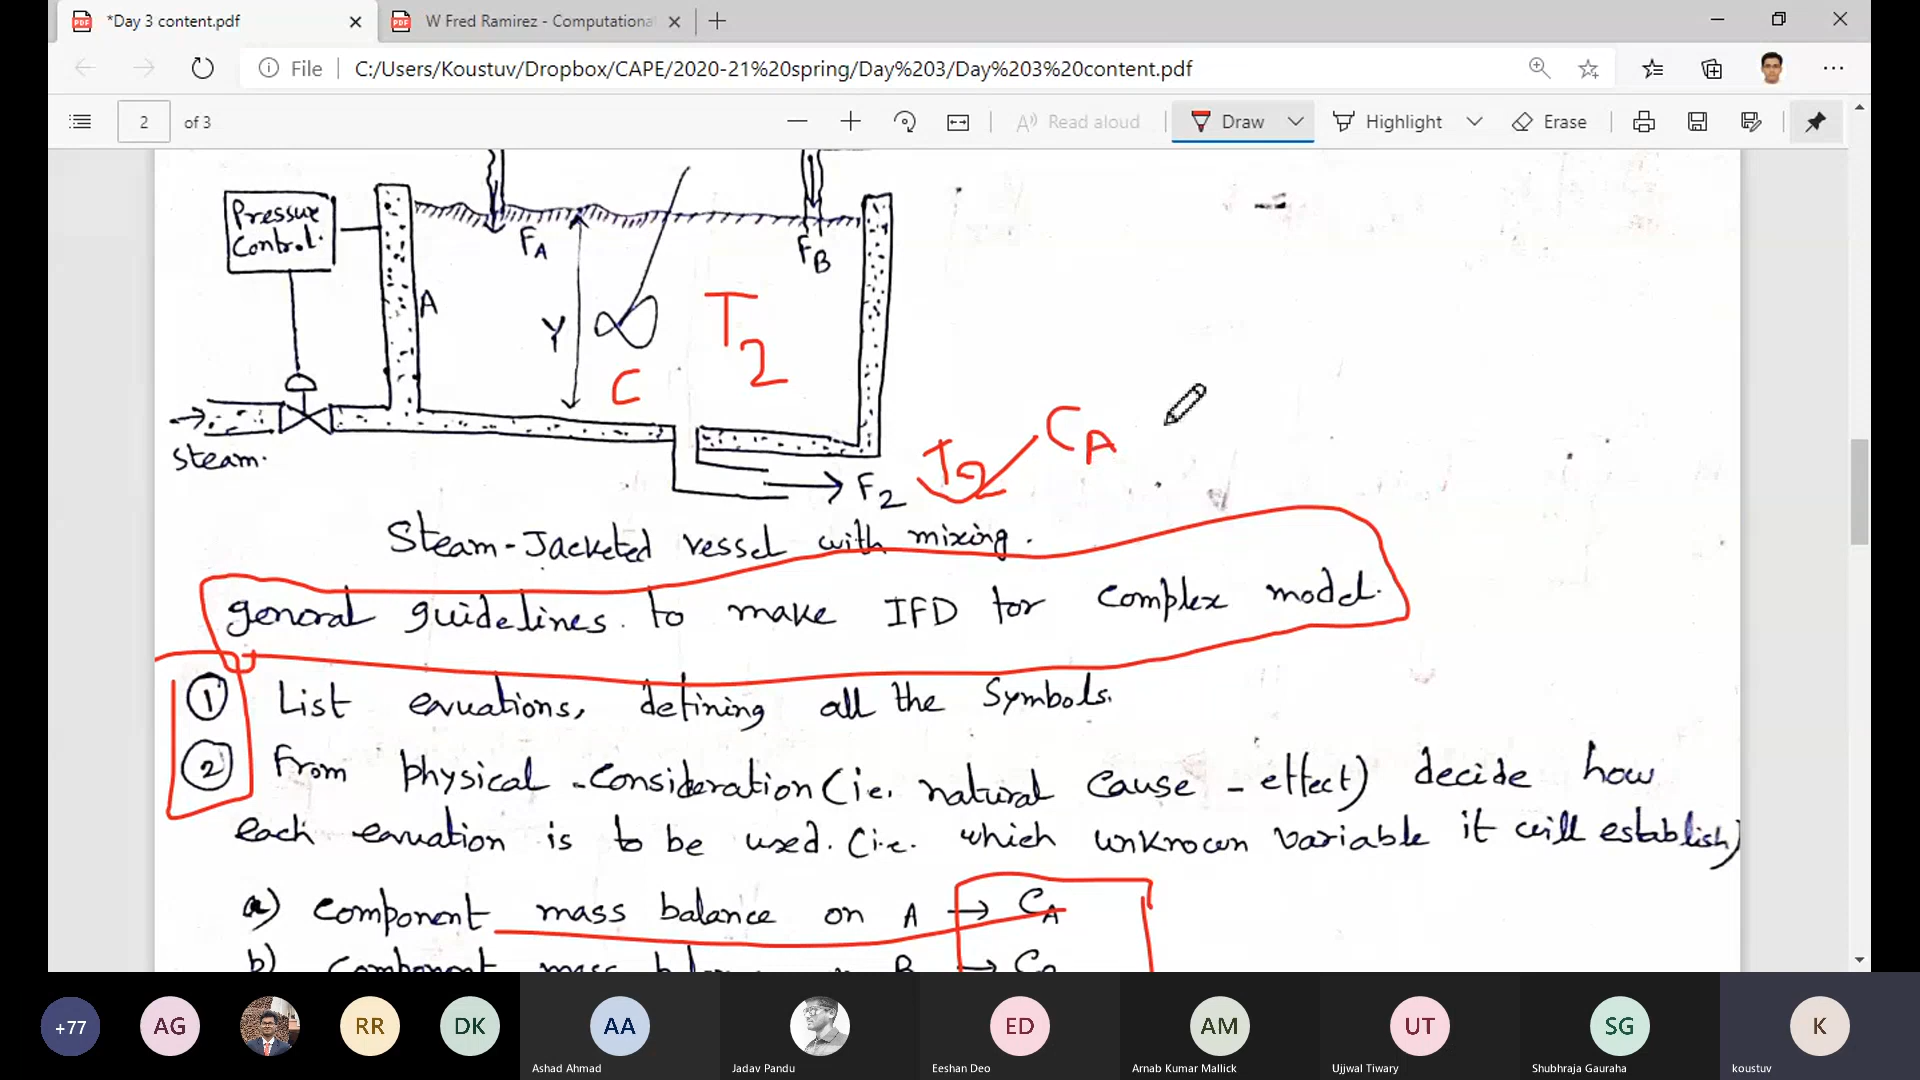 *Day 3 content.pdf
W Fred Ramirez - Computationa
File
C:/Users/Koustuv/Dropbox/CAPE/2020-21%20spring/Day%203/Day%203%20content.pdf
2 of 3
Read aloud
Draw
Highlight
Erase
Pressure
Control.
FA
FB
A
Y
T2
C
steam.
F2
T2
CA
Steam-Jacketed vessel with mixing.
general guidelines. to make IFD for complex model.
① List equations, defining all the Symbols.
② From physical -consideration (i.e. natural cause - effect) decide how
each equation is to be used. (i.e. which unknown variable it will establish)
a) component mass balance on A → CA
b) component mass balance on B →
+77
AG
RR
DK
AA
ED
AM
UT
SG
K
Ashad Ahmad
Jadav Pandu
Eeshan Deo
Arnab Kumar Mallick
Ujjwal Tiwary
Shubhraja Gauraha
koustuv